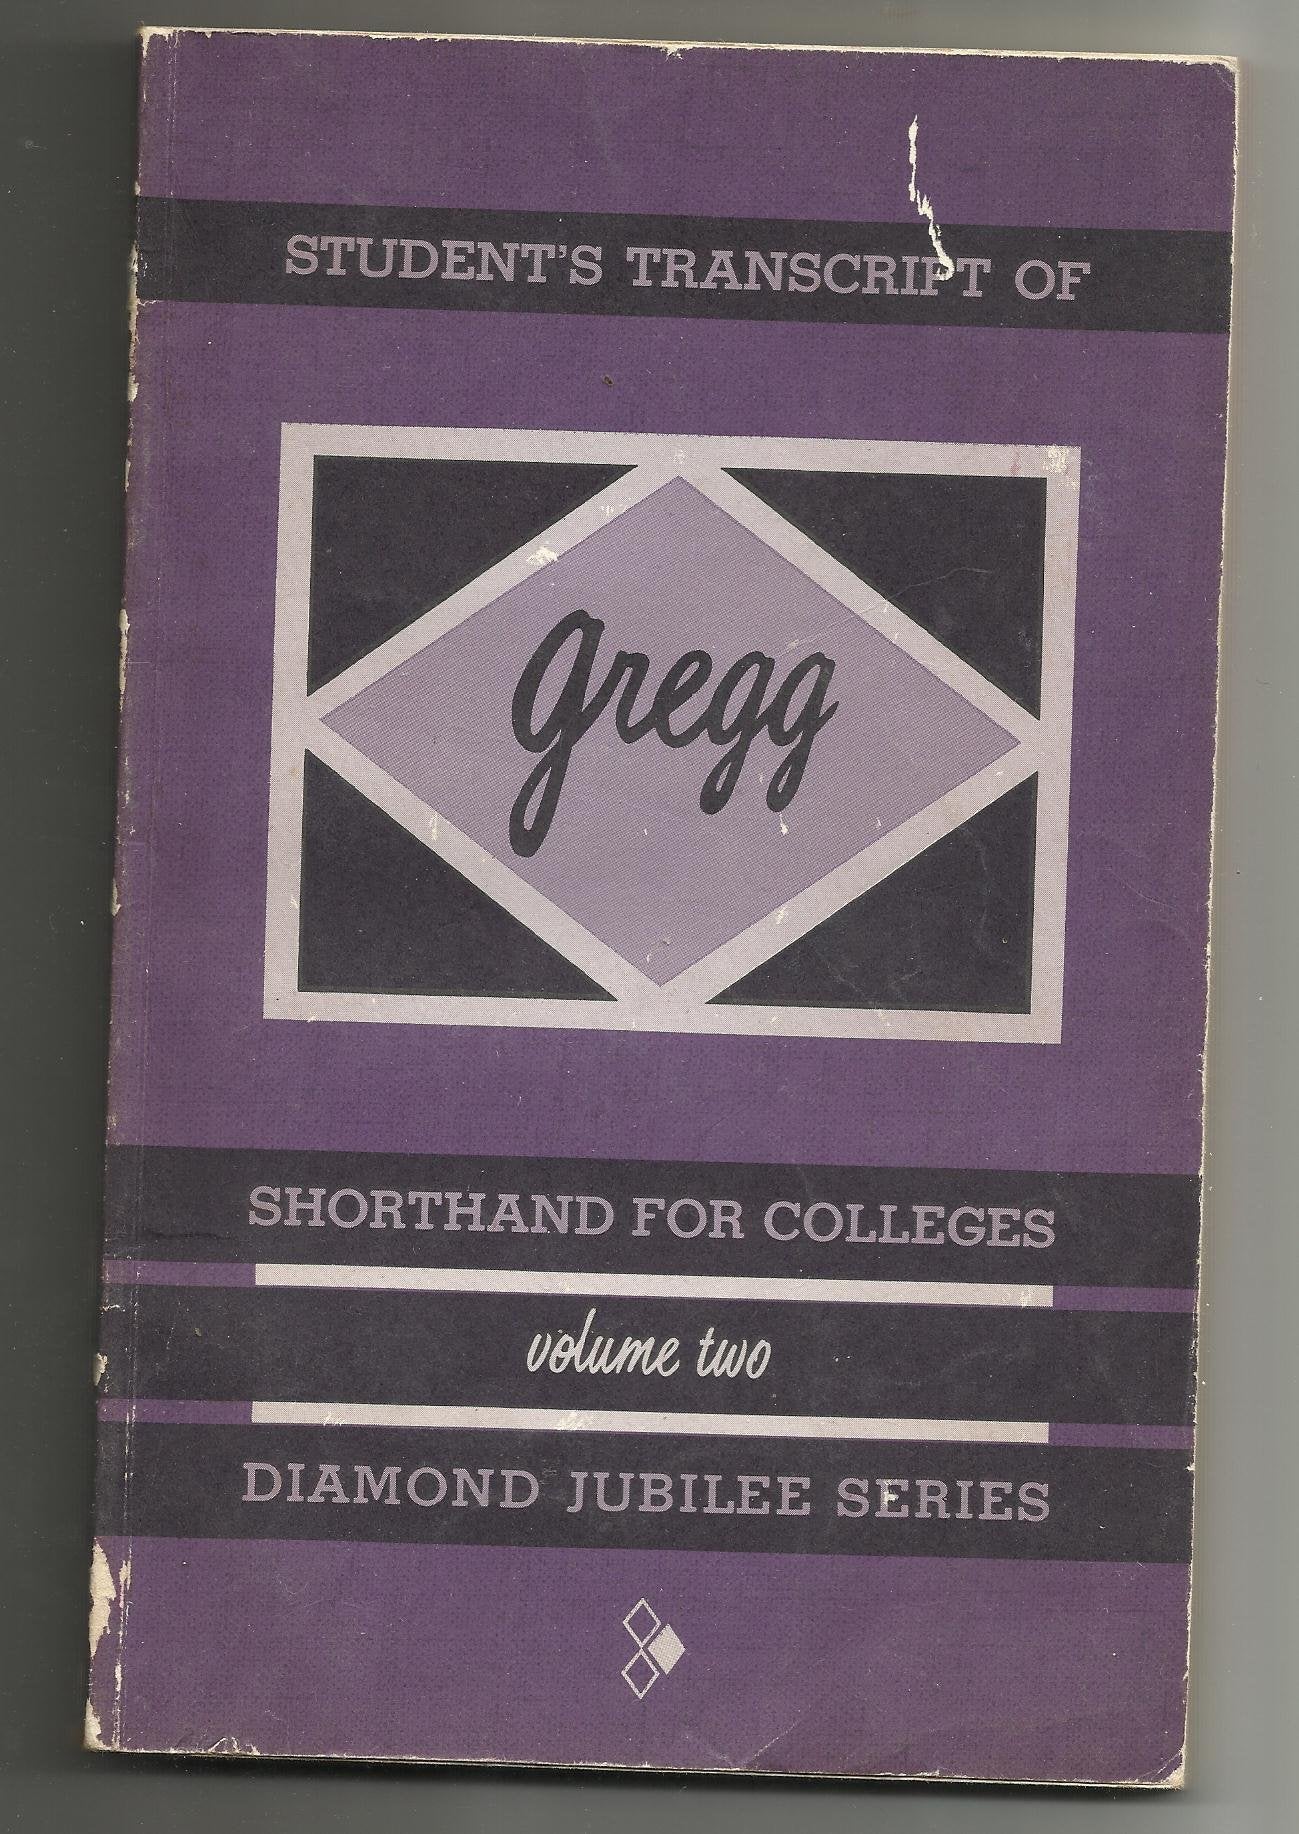 STUDENT'S TRANSCRIPT OF
gregg
SHORTHAND FOR COLLEGES
volume two
DIAMOND JUBILEE SERIES